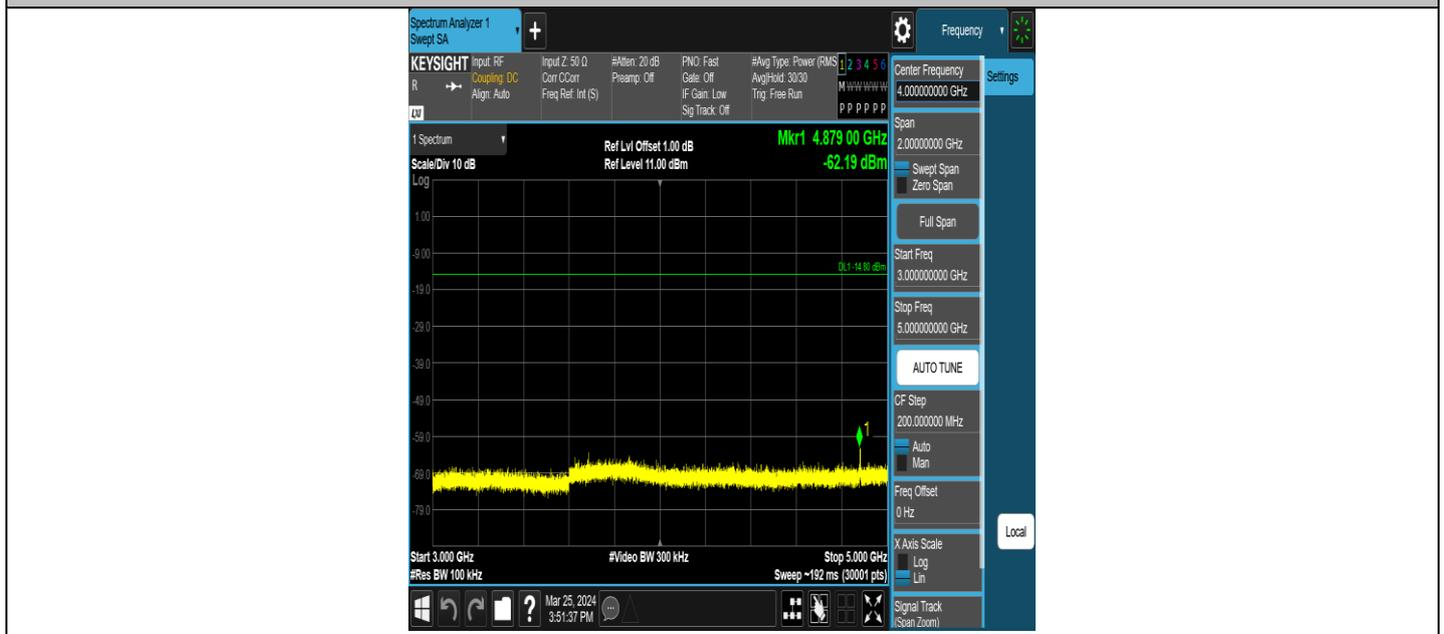 Spectrum Analyzer 1
Swept SA
+
Frequency
KEYSIGHT
R
LXI
Input: RF
Coupling: DC
Align: Auto
Input Z: 50 Ω
Corr CCorr
Freq Ref: Int (S)
#Atten: 20 dB
Preamp: Off
PNO: Fast
Gate: Off
IF Gain: Low
Sig Track: Off
#Avg Type: Power (RMS
Avg|Hold: 30/30
Trig: Free Run
1 2 3 4 5 6
M W W W W W
P P P P P P
1 Spectrum
Scale/Div 10 dB
Ref Lvl Offset 1.00 dB
Ref Level 11.00 dBm
Mkr1 4.879 00 GHz
-62.19 dBm
Log
1.00
-9.00
DL1 -14.80 dBm
-19.0
-29.0
-39.0
-49.0
-59.0
1
-69.0
-79.0
Start 3.000 GHz
#Video BW 300 kHz
Stop 5.000 GHz
#Res BW 100 kHz
Sweep ~192 ms (30001 pts)
Mar 25, 2024
3:51:37 PM
?
Center Frequency
4.000000000 GHz
Settings
Span
2.00000000 GHz
Swept Span
Zero Span
Full Span
Start Freq
3.000000000 GHz
Stop Freq
5.000000000 GHz
AUTO TUNE
CF Step
200.000000 MHz
Auto
Man
Freq Offset
0 Hz
X Axis Scale
Log
Lin
Local
Signal Track
(Span Zoom)